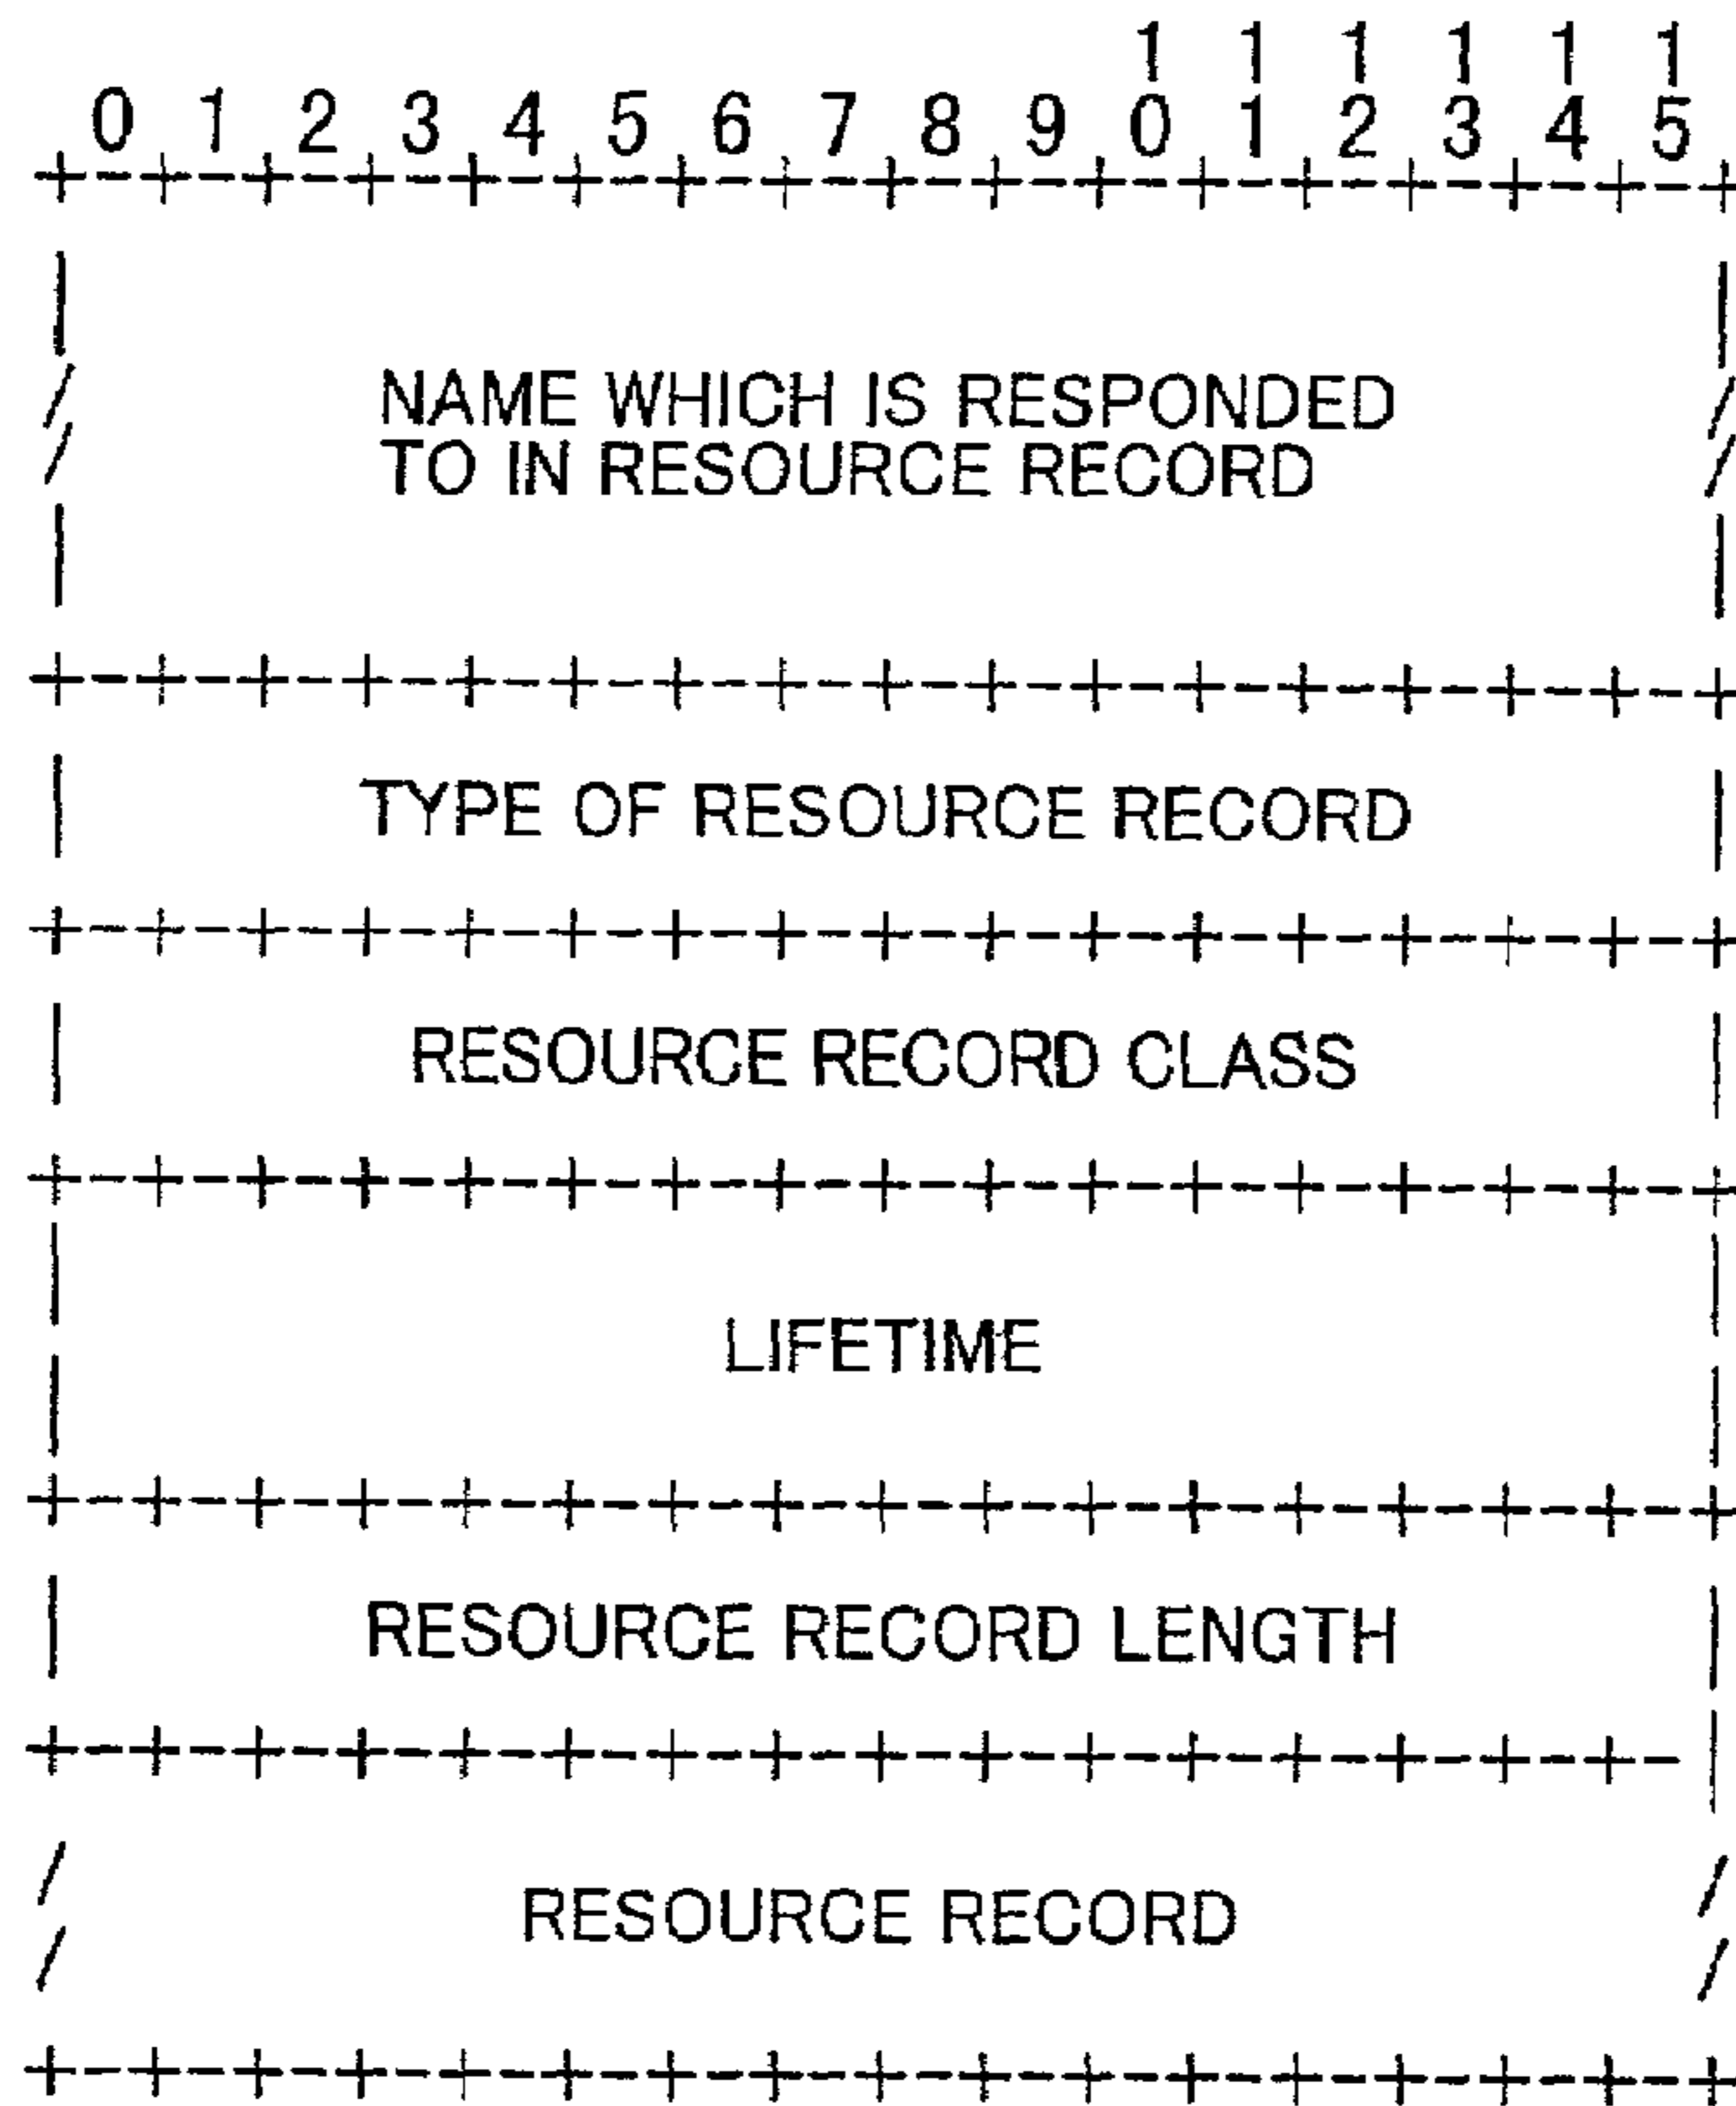 1 1 1 1 1 1
0 1 2 3 4 5 6 7 8 9 0 1 2 3 4 5
NAME WHICH IS RESPONDED
TO IN RESOURCE RECORD
TYPE OF RESOURCE RECORD
RESOURCE RECORD CLASS
LIFETIME
RESOURCE RECORD LENGTH
RESOURCE RECORD